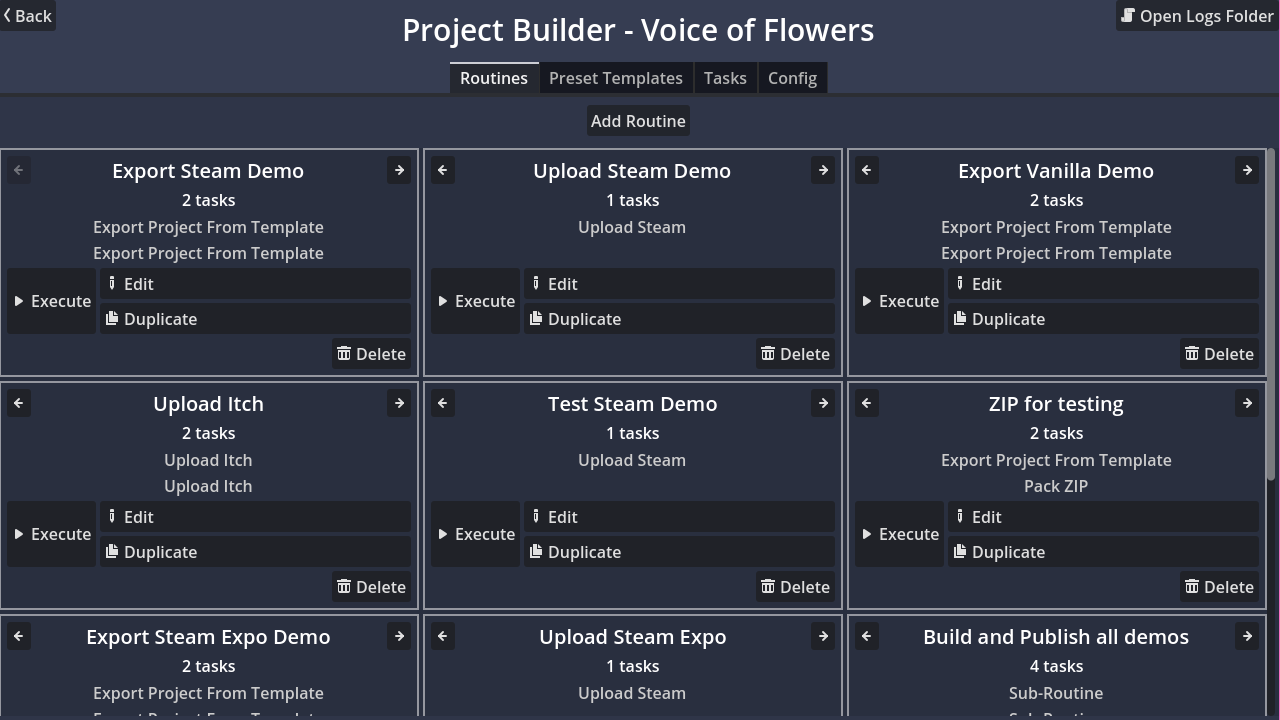 Back
Project Builder - Voice of Flowers
Open Logs Folder
Routines Preset Templates Tasks Config
Add Routine
Export Steam Demo
2 tasks
Export Project From Template
Export Project From Template
Execute
Edit
Duplicate
Delete
Upload Steam Demo
1 tasks
Upload Steam
Execute
Edit
Duplicate
Delete
Export Vanilla Demo
2 tasks
Export Project From Template
Export Project From Template
Execute
Edit
Duplicate
Delete
Upload Itch
2 tasks
Upload Itch
Upload Itch
Execute
Edit
Duplicate
Delete
Test Steam Demo
1 tasks
Upload Steam
Execute
Edit
Duplicate
Delete
ZIP for testing
2 tasks
Export Project From Template
Pack ZIP
Execute
Edit
Duplicate
Delete
Export Steam Expo Demo
2 tasks
Export Project From Template
Upload Steam Expo
1 tasks
Upload Steam
Build and Publish all demos
4 tasks
Sub-Routine